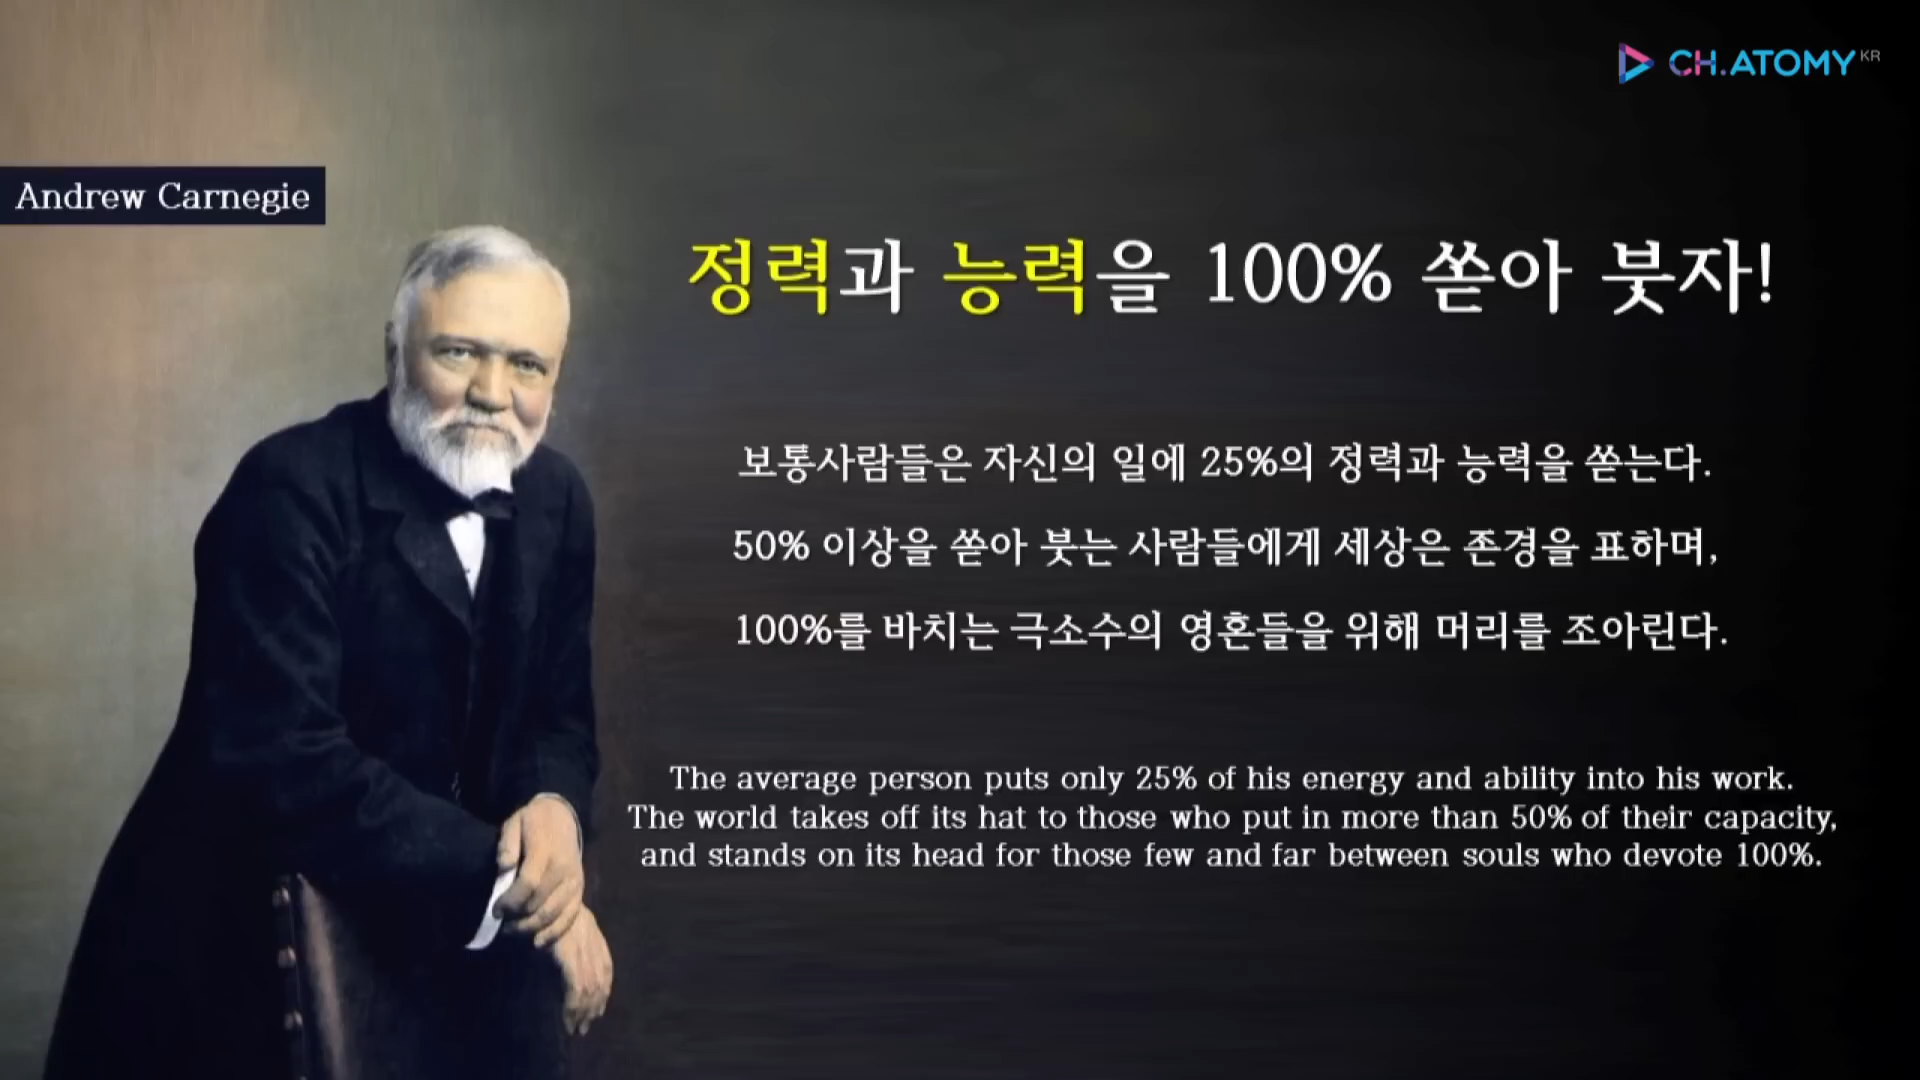 CH.ATOMY KR
Andrew Carnegie
정력과 능력을 100% 쏟아 붓자!
보통사람들은 자신의 일에 25%의 정력과 능력을 쏟는다.
50% 이상을 쏟아 붓는 사람들에게 세상은 존경을 표하며,
100%를 바치는 극소수의 영혼들을 위해 머리를 조아린다.
The average person puts only 25% of his energy and ability into his work.
The world takes off its hat to those who put in more than 50% of their capacity,
and stands on its head for those few and far between souls who devote 100%.